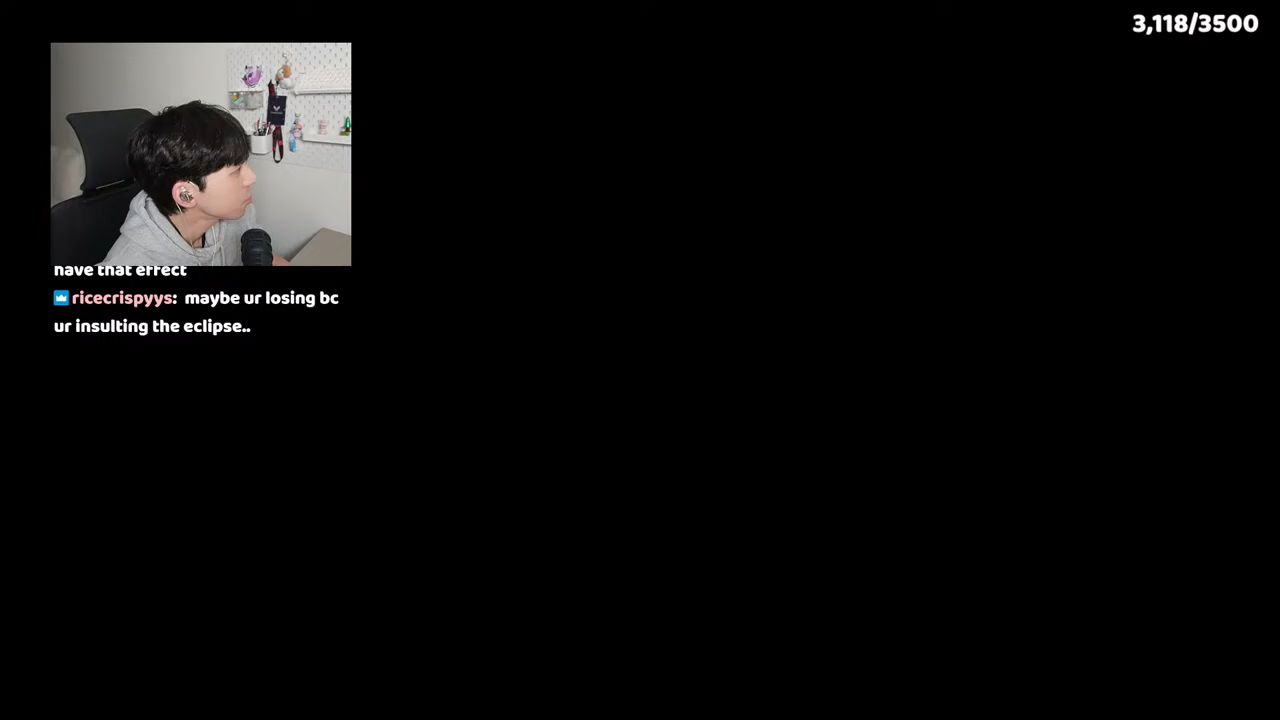 3,118/3500
have that effect
ricecrispyys: maybe ur losing bc
ur insulting the eclipse..